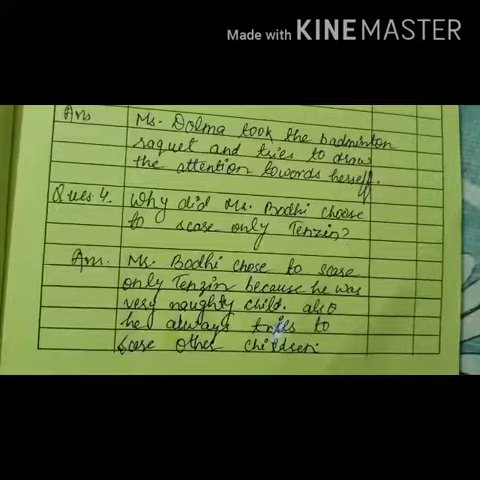 Made with KINEMASTER
Ans Ms. Dolma took the badminton
raquet and tries to draw
the attention towords herself.
Ques 4. Why did Ms. Bodhi choose
to scare only Tenzin?
Ans. Ms. Bodhi chose to scare
only Tenzin because he was
very naughty child. also
he always tries to
scare other children.